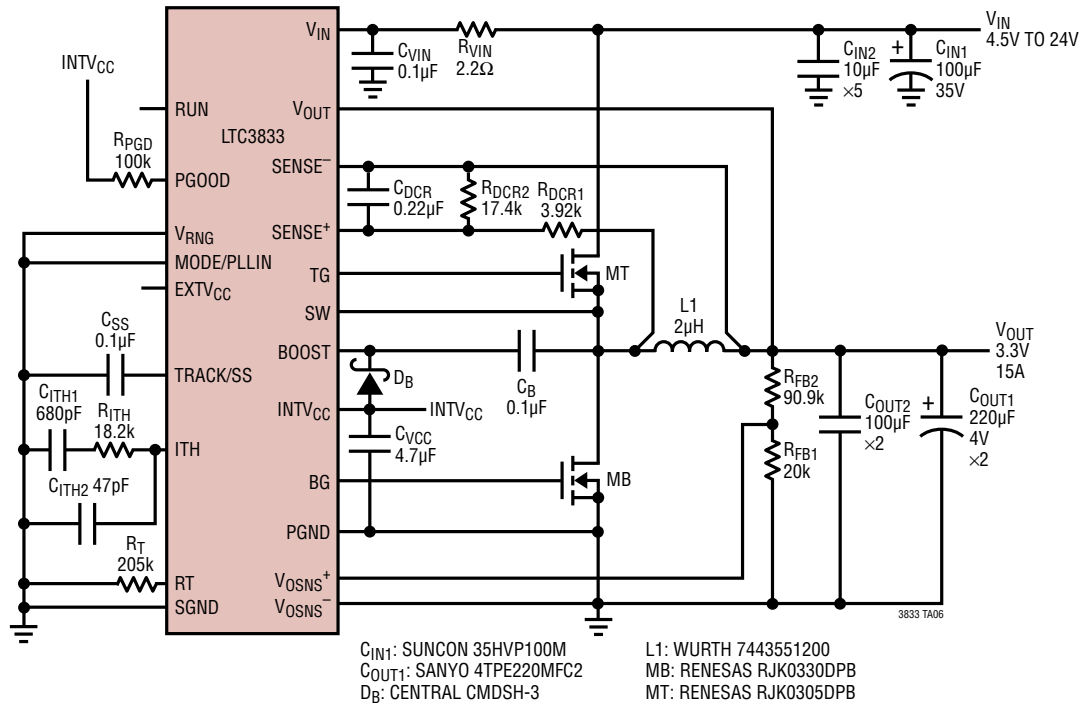 LTC3833
VIN
VOUT
SENSE–
SENSE+
TG
SW
BOOST
INTVCC
BG
PGND
VOSNS+
VOSNS–
RUN
PGOOD
VRNG
MODE/PLLIN
EXTVCC
TRACK/SS
ITH
RT
SGND
INTVCC
RPGD
100k
CSS
0.1µF
CITH1
680pF
RITH
18.2k
CITH2 47pF
RT
205k
CVIN
0.1µF
RVIN
2.2Ω
CIN2
10µF
×5
+
CIN1
100µF
35V
VIN
4.5V TO 24V
CDCR
0.22µF
RDCR2
17.4k
RDCR1
3.92k
MT
L1
2µH
DB
CB
0.1µF
INTVCC
CVCC
4.7µF
MB
RFB2
90.9k
RFB1
20k
COUT2
100µF
×2
+
COUT1
220µF
4V
×2
VOUT
3.3V
15A
3833 TA06
CIN1: SUNCON 35HVP100M
COUT1: SANYO 4TPE220MFC2
DB: CENTRAL CMDSH-3
L1: WURTH 7443551200
MB: RENESAS RJK0330DPB
MT: RENESAS RJK0305DPB